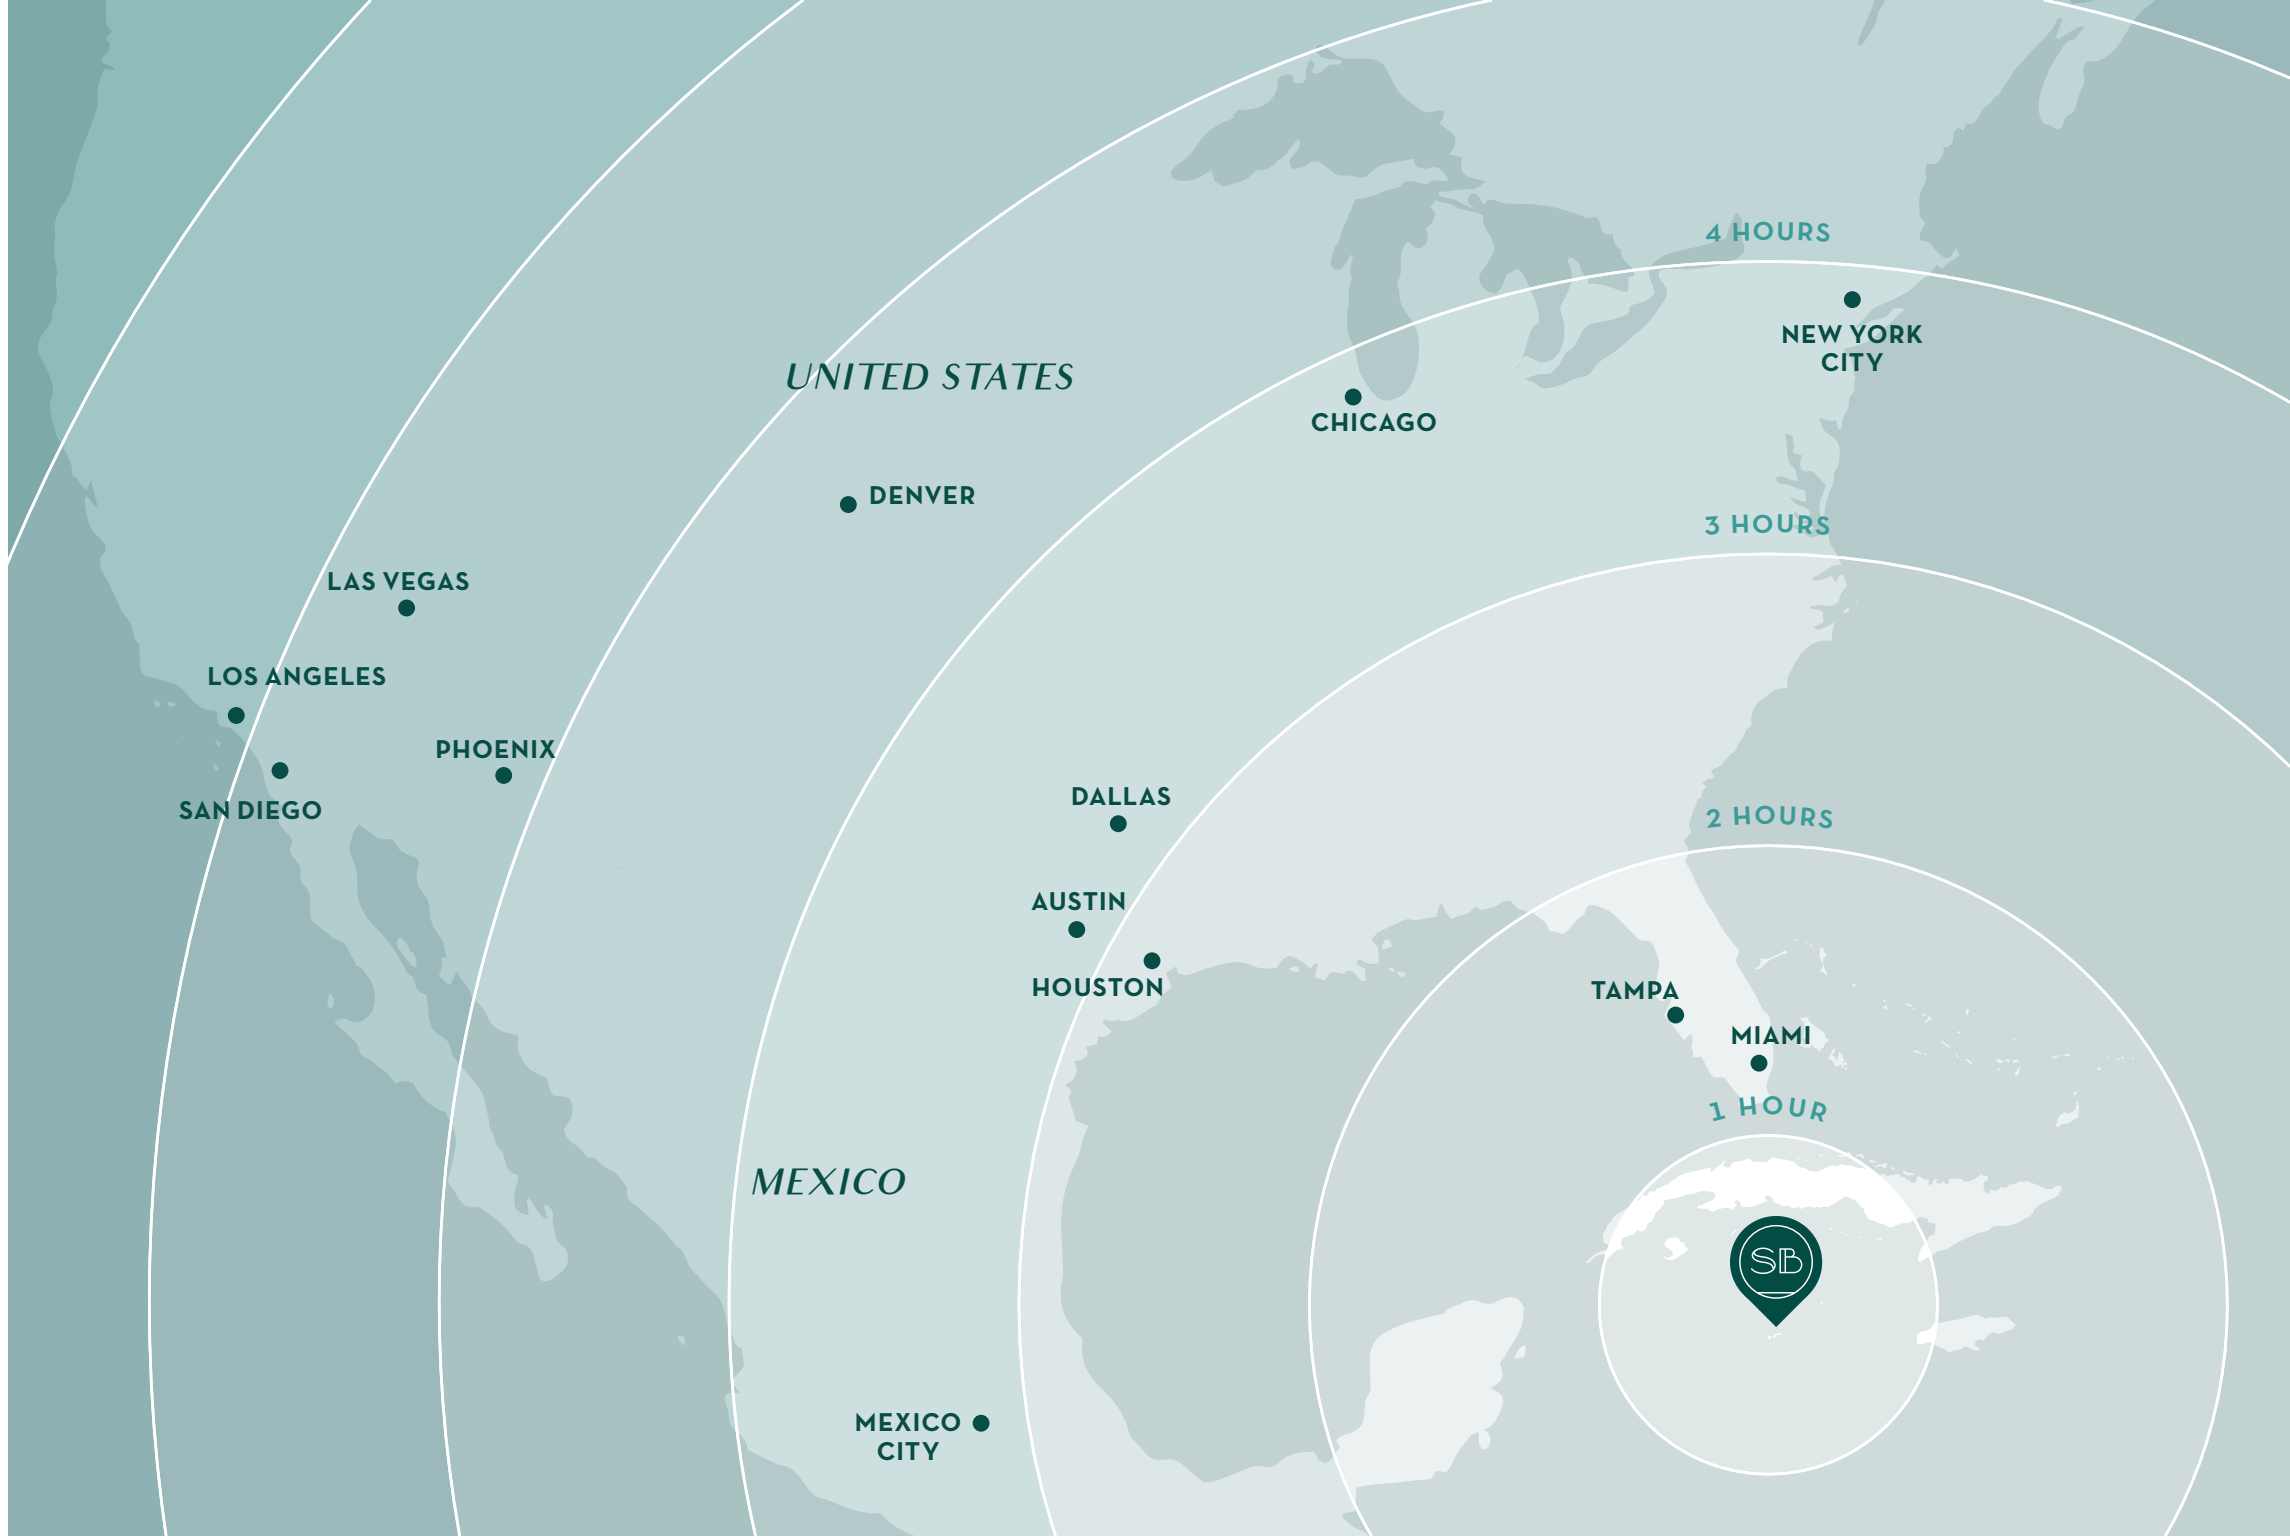 4 HOURS
NEW YORK
CITY
UNITED STATES
CHICAGO
DENVER
3 HOURS
LAS VEGAS
LOS ANGELES
PHOENIX
SAN DIEGO
DALLAS
2 HOURS
AUSTIN
HOUSTON
TAMPA
MIAMI
1 HOUR
MEXICO
SB
MEXICO
CITY